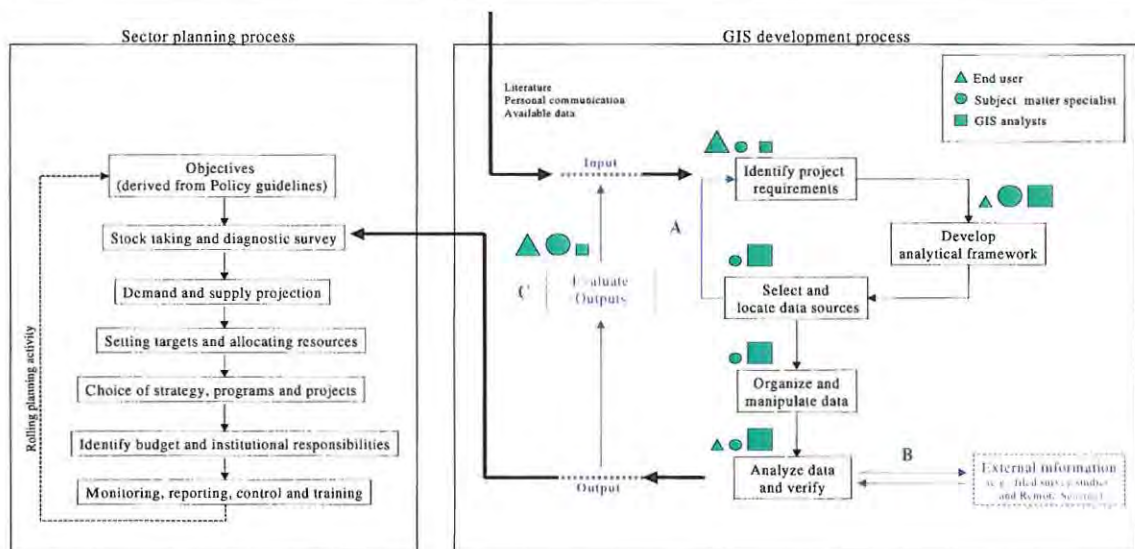 Sector planning process
Objectives
(derived from Policy guidelines)
Stock taking and diagnostic survey
Demand and supply projection
Setting targets and allocating resources
Choice of strategy, programs and projects
Identify budget and institutional responsibilities
Monitoring, reporting, control and training
Rolling planning activity
GIS development process
End user
Subject matter specialist
GIS analysts
Literature
Personal communication
Available data
Input
Identify project
requirements
Develop
analytical framework
A
Select and
locate data sources
C
Evaluate
Outputs
Organize and
manipulate data
Analyze data
and verify
B
External information
and Remote
Output